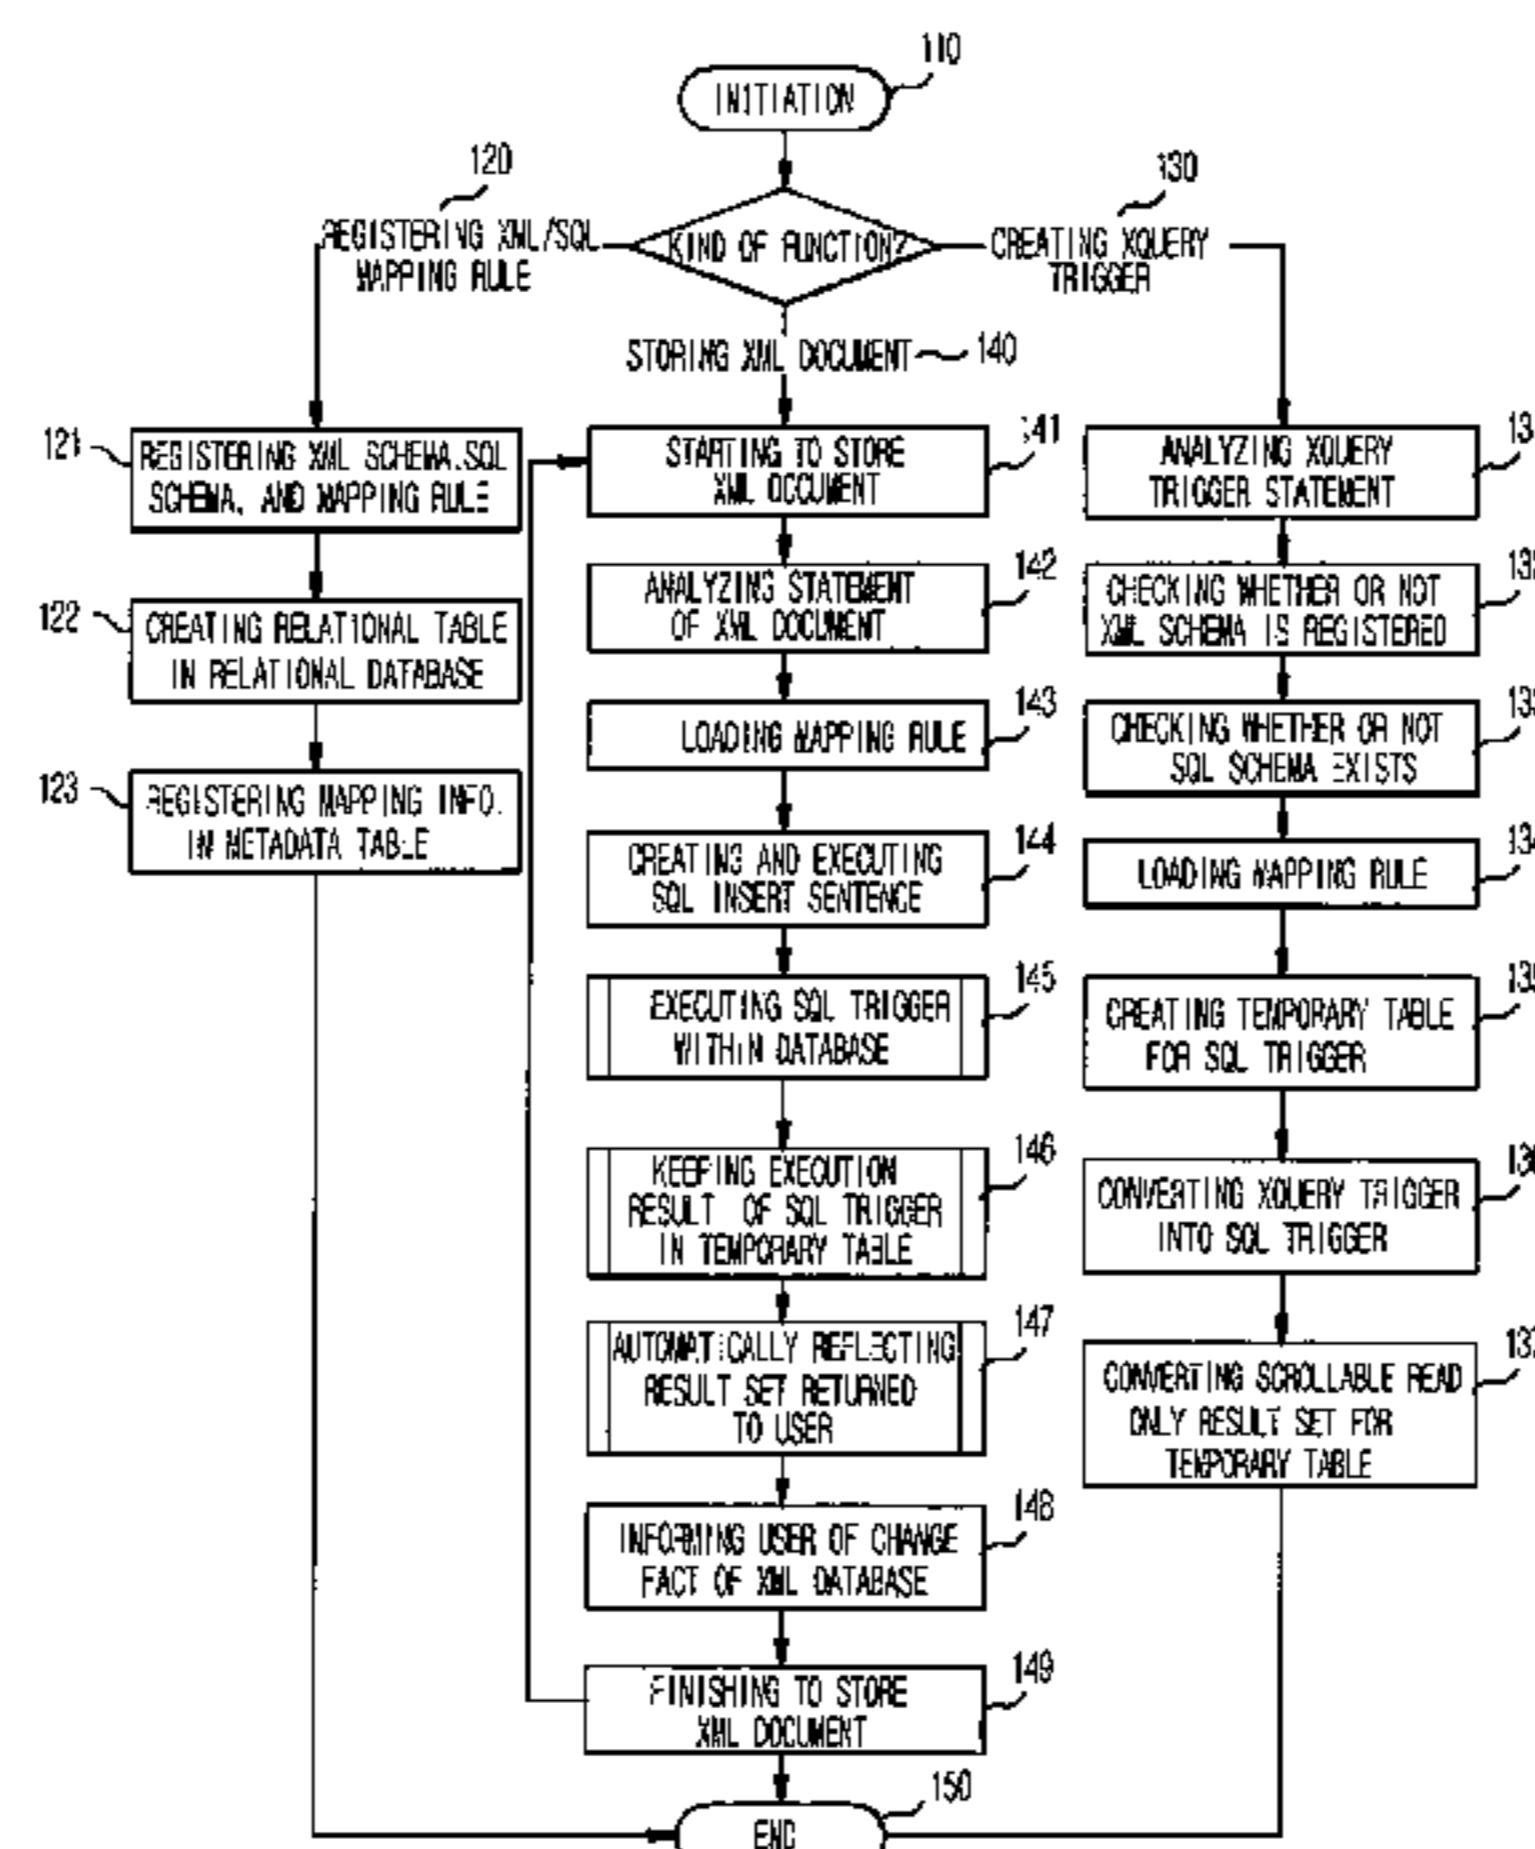 110
INITIATION
120
130
REGISTERING XML/SQL
MAPPING RULE
KIND OF FUNCTION?
CREATING XQUERY
TRIGGER
STORING XML DOCUMENT
140
121
REGISTERING XML SCHEMA.SQL
SCHEMA, AND MAPPING RULE
122
CREATING RELATIONAL TABLE
IN RELATIONAL DATABASE
123
REGISTERING MAPPING INFO.
IN METADATA TABLE
141
STARTING TO STORE
XML DOCUMENT
142
ANALYZING STATEMENT
OF XML DOCUMENT
143
LOADING MAPPING RULE
144
CREATING AND EXECUTING
SQL INSERT SENTENCE
145
EXECUTING SQL TRIGGER
WITHIN DATABASE
146
KEEPING EXECUTION
RESULT OF SQL TRIGGER
IN TEMPORARY TABLE
147
AUTOMATICALLY REFLECTING
RESULT SET RETURNED
TO USER
148
INFORMING USER OF CHANGE
FACT OF XML DATABASE
149
FINISHING TO STORE
XML DOCUMENT
ANALYZING XQUERY
TRIGGER STATEMENT
CHECKING WHETHER OR NOT
XML SCHEMA IS REGISTERED
133
CHECKING WHETHER OR NOT
SQL SCHEMA EXISTS
LOADING MAPPING RULE
CREATING TEMPORARY TABLE
FOR SQL TRIGGER
CONVERTING XQUERY TRIGGER
INTO SQL TRIGGER
CONVERTING SCROLLABLE READ
ONLY RESULT SET FOR
TEMPORARY TABLE
150
END